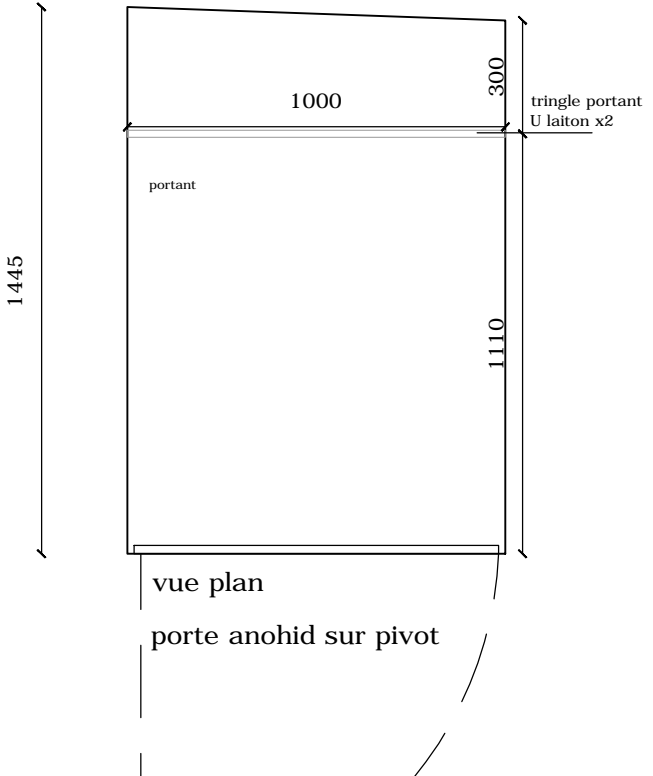 300
1000
tringle portant
U laiton x2
portant
1445
1110
vue plan
porte anohid sur pivot